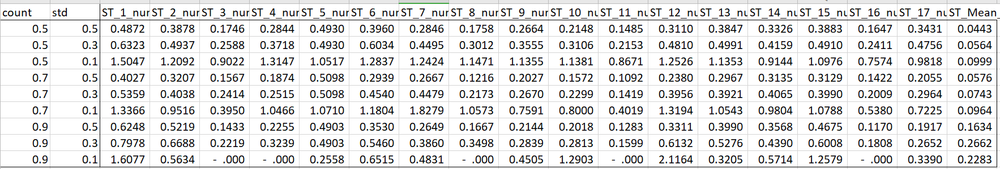 count std ST_1_nur ST_2_nur ST_3_nur ST_4_nur ST_5_nur ST_6_nur ST_7_nur ST_8_nur ST_9_nur ST_10_nu ST_11_nu ST_12_nu ST_13_nu ST_14_nu ST_15_nu ST_16_nu ST_17_nu ST_Mean_
0.5 0.5 0.4872 0.3878 0.1746 0.2844 0.4930 0.3960 0.2846 0.1758 0.2664 0.2148 0.1485 0.3110 0.3847 0.3326 0.3883 0.1647 0.3431 0.0443
0.5 0.3 0.6323 0.4937 0.2588 0.3718 0.4930 0.6034 0.4495 0.3012 0.3555 0.3106 0.2153 0.4810 0.4991 0.4159 0.4910 0.2411 0.4756 0.0564
0.5 0.1 1.5047 1.2092 0.9022 1.3147 1.0517 1.2837 1.2424 1.1471 1.1355 1.1381 0.8671 1.2526 1.1353 0.9144 1.0976 0.7574 0.9818 0.0999
0.7 0.5 0.4027 0.3207 0.1567 0.1874 0.5098 0.2939 0.2667 0.1216 0.2027 0.1572 0.1092 0.2380 0.2967 0.3135 0.3129 0.1422 0.2055 0.0576
0.7 0.3 0.5359 0.4038 0.2414 0.2515 0.5098 0.4540 0.4479 0.2173 0.2670 0.2299 0.1419 0.3956 0.3921 0.4065 0.3990 0.2009 0.2964 0.0743
0.7 0.1 1.3366 0.9516 0.3950 1.0466 1.0710 1.1804 1.8279 1.0573 0.7591 0.8000 0.4019 1.3194 1.0543 0.9804 1.0788 0.5380 0.7225 0.0964
0.9 0.5 0.6248 0.5219 0.1433 0.2255 0.4903 0.3530 0.2649 0.1667 0.2144 0.2018 0.1283 0.3311 0.3990 0.3568 0.4675 0.1170 0.1917 0.1634
0.9 0.3 0.7978 0.6688 0.2219 0.3239 0.4903 0.5460 0.3860 0.3498 0.2839 0.2813 0.1599 0.6132 0.5276 0.4390 0.6008 0.1808 0.2652 0.2662
0.9 0.1 1.6077 0.5634 - .000 - .000 0.2558 0.6515 0.4831 - .000 0.4505 1.2903 - .000 2.1164 0.3205 0.5714 1.2579 - .000 0.3390 0.2283